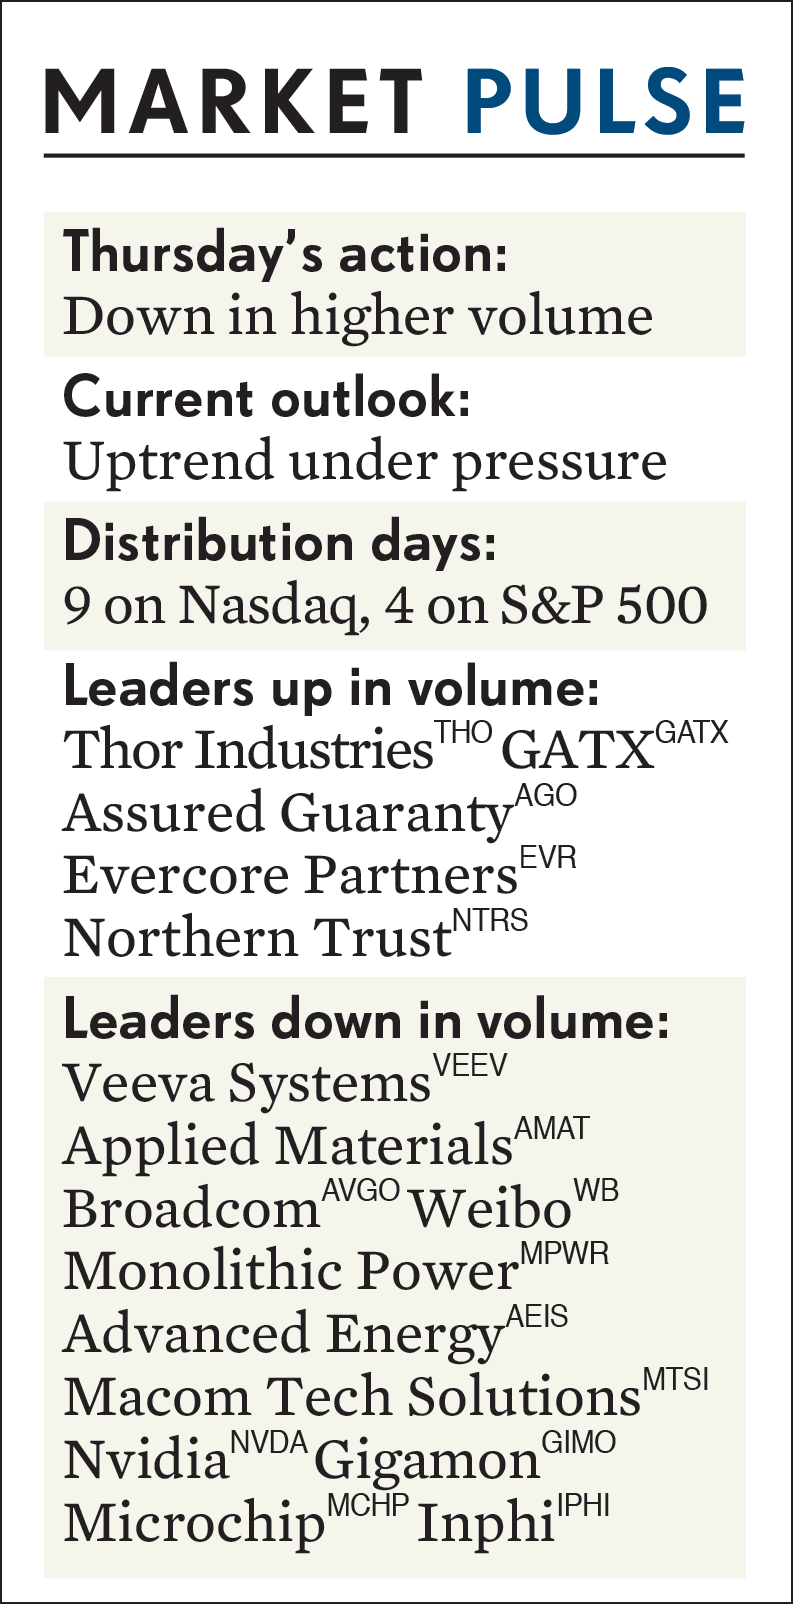 MARKET PULSE
Thursday’s action:
Down in higher volume
Current outlook:
Uptrend under pressure
Distribution days:
9 on Nasdaq, 4 on S&P 500
Leaders up in volume:
Thor Industries THO GATX GATX
Assured Guaranty AGO
Evercore Partners EVR
Northern Trust NTRS
Leaders down in volume:
Veeva Systems VEEV
Applied Materials AMAT
Broadcom AVGO Weibo WB
Monolithic Power MPWR
Advanced Energy AEIS
Macom Tech Solutions MTSI
Nvidia NVDA Gigamon GIMO
Microchip MCHP Inphi IPHI